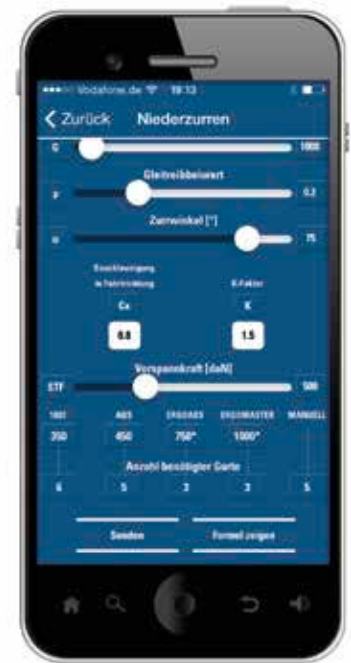 Vodafone.de 19:13
Zurück Niederzurren
G 1000
Gleitreibbeiwert
μ 0.3
Zurrwinkel [°]
α 75
Beschleunigung
in Fahrtrichtung K-Faktor
Cx K
0.8 1.5
Vorspannkraft [daN]
STF 500
ABS ERGOABS ERGOMASTER MANUELL
350 450 750* 1000*
Anzahl benötigter Gurte
6 5 3 5
Senden Formel zeigen